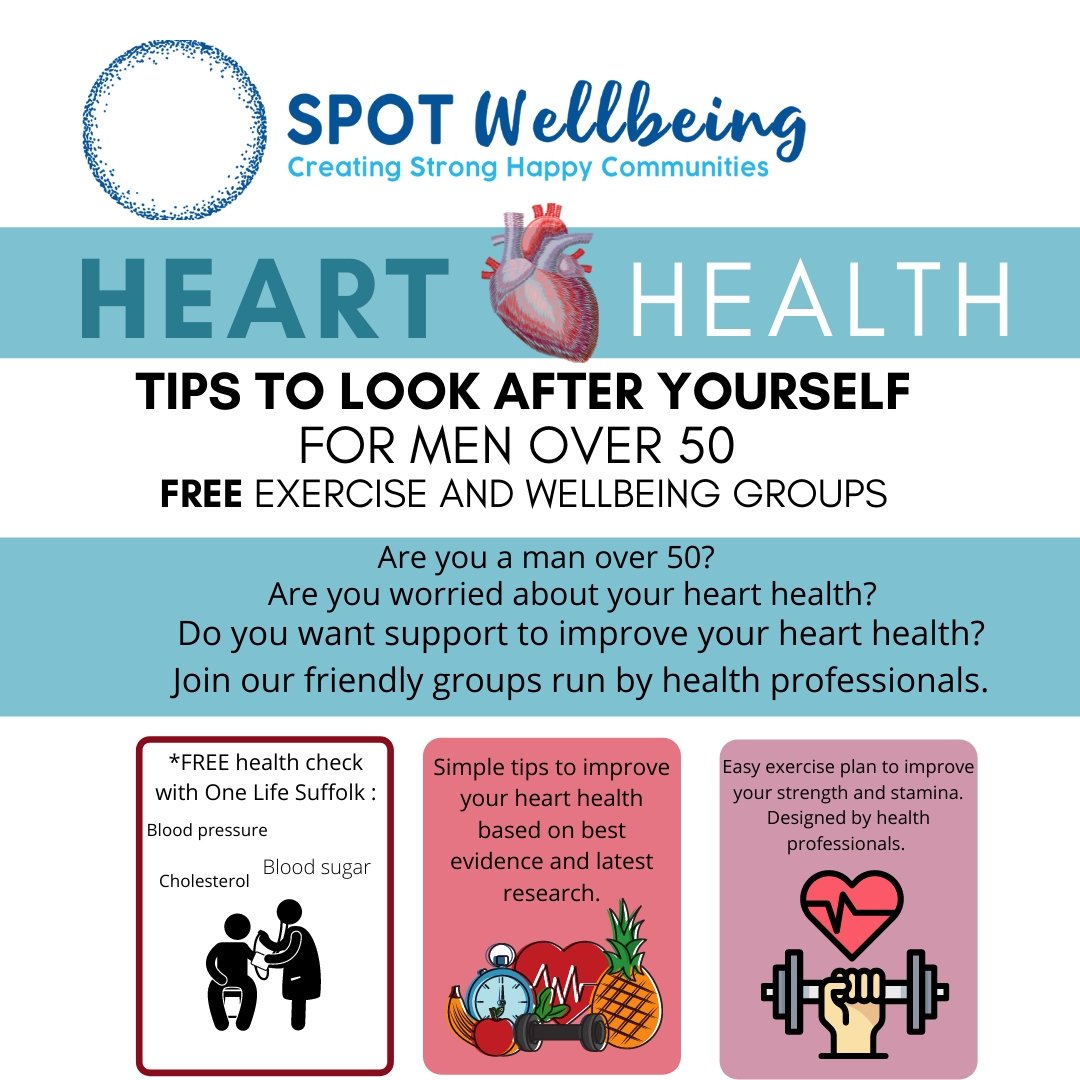 SPOT Wellbeing
Creating Strong Happy Communities
HEART HEALTH
TIPS TO LOOK AFTER YOURSELF
FOR MEN OVER 50
FREE EXERCISE AND WELLBEING GROUPS
Are you a man over 50?
Are you worried about your heart health?
Do you want support to improve your heart health?
Join our friendly groups run by health professionals.
*FREE health check
with One Life Suffolk :
Blood pressure
Blood sugar
Cholesterol
Simple tips to improve
your heart health
based on best
evidence and latest
research.
Easy exercise plan to improve
your strength and stamina.
Designed by health
professionals.